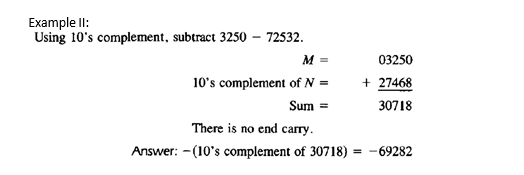 Example II:
Using 10's complement, subtract 3250 – 72532.
M = 03250
10's complement of N = + 27468
Sum = 30718
There is no end carry.
Answer: –(10's complement of 30718) = –69282